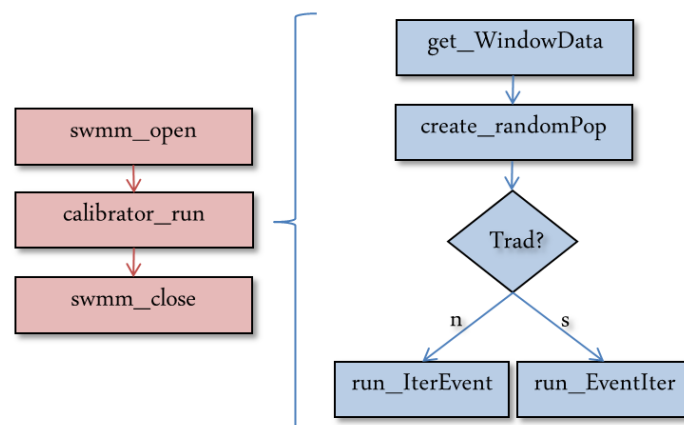 swmm_open
calibrator_run
swmm_close
get_WindowData
create_randomPop
Trad?
n
s
run_IterEvent
run_EventIter